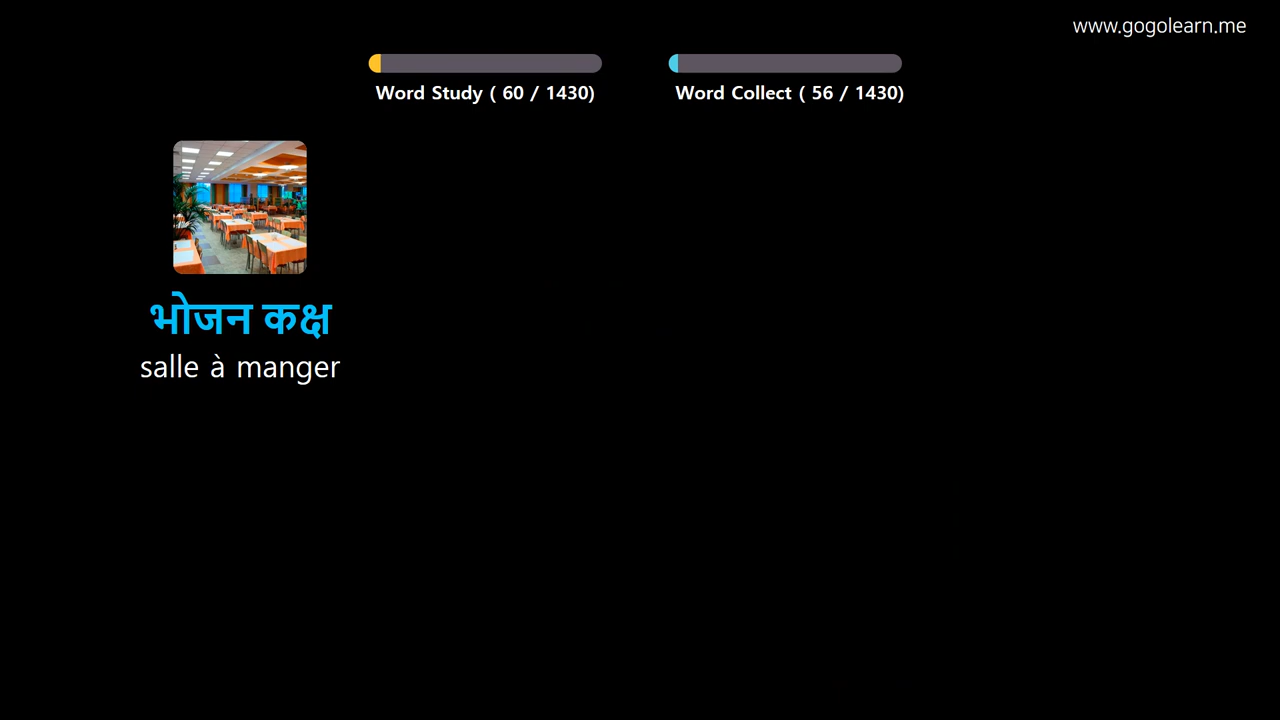 www.gogolearn.me
Word Study ( 60 / 1430)
Word Collect ( 56 / 1430)
भोजन कक्ष
salle à manger